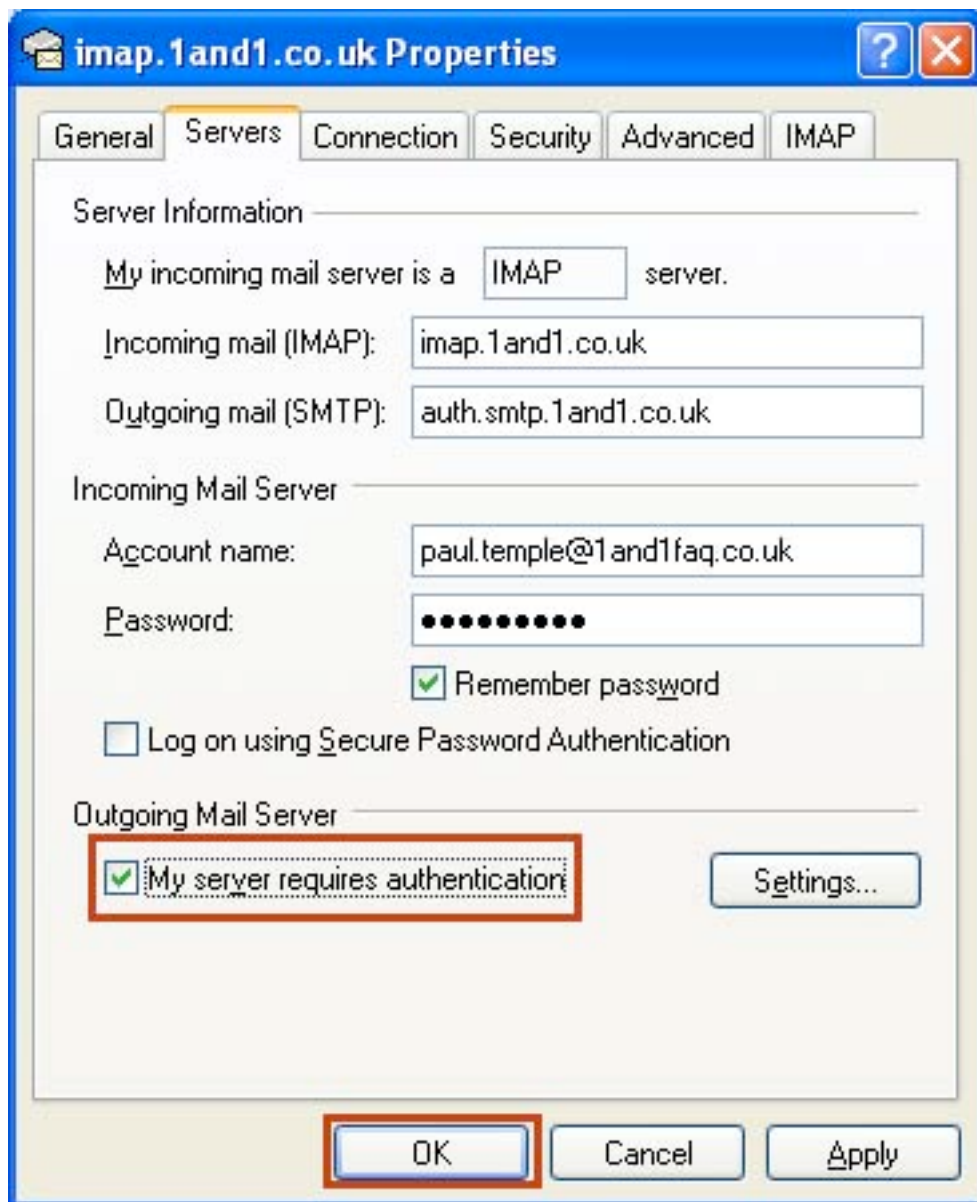 imap.1and1.co.uk Properties
General Servers Connection Security Advanced IMAP
Server Information
My incoming mail server is a IMAP server.
Incoming mail (IMAP): imap.1and1.co.uk
Outgoing mail (SMTP): auth.smtp.1and1.co.uk
Incoming Mail Server
Account name: paul.temple@1and1faq.co.uk
Password: ●●●●●●●●●
Remember password
Log on using Secure Password Authentication
Outgoing Mail Server
My server requires authentication Settings...
OK Cancel Apply